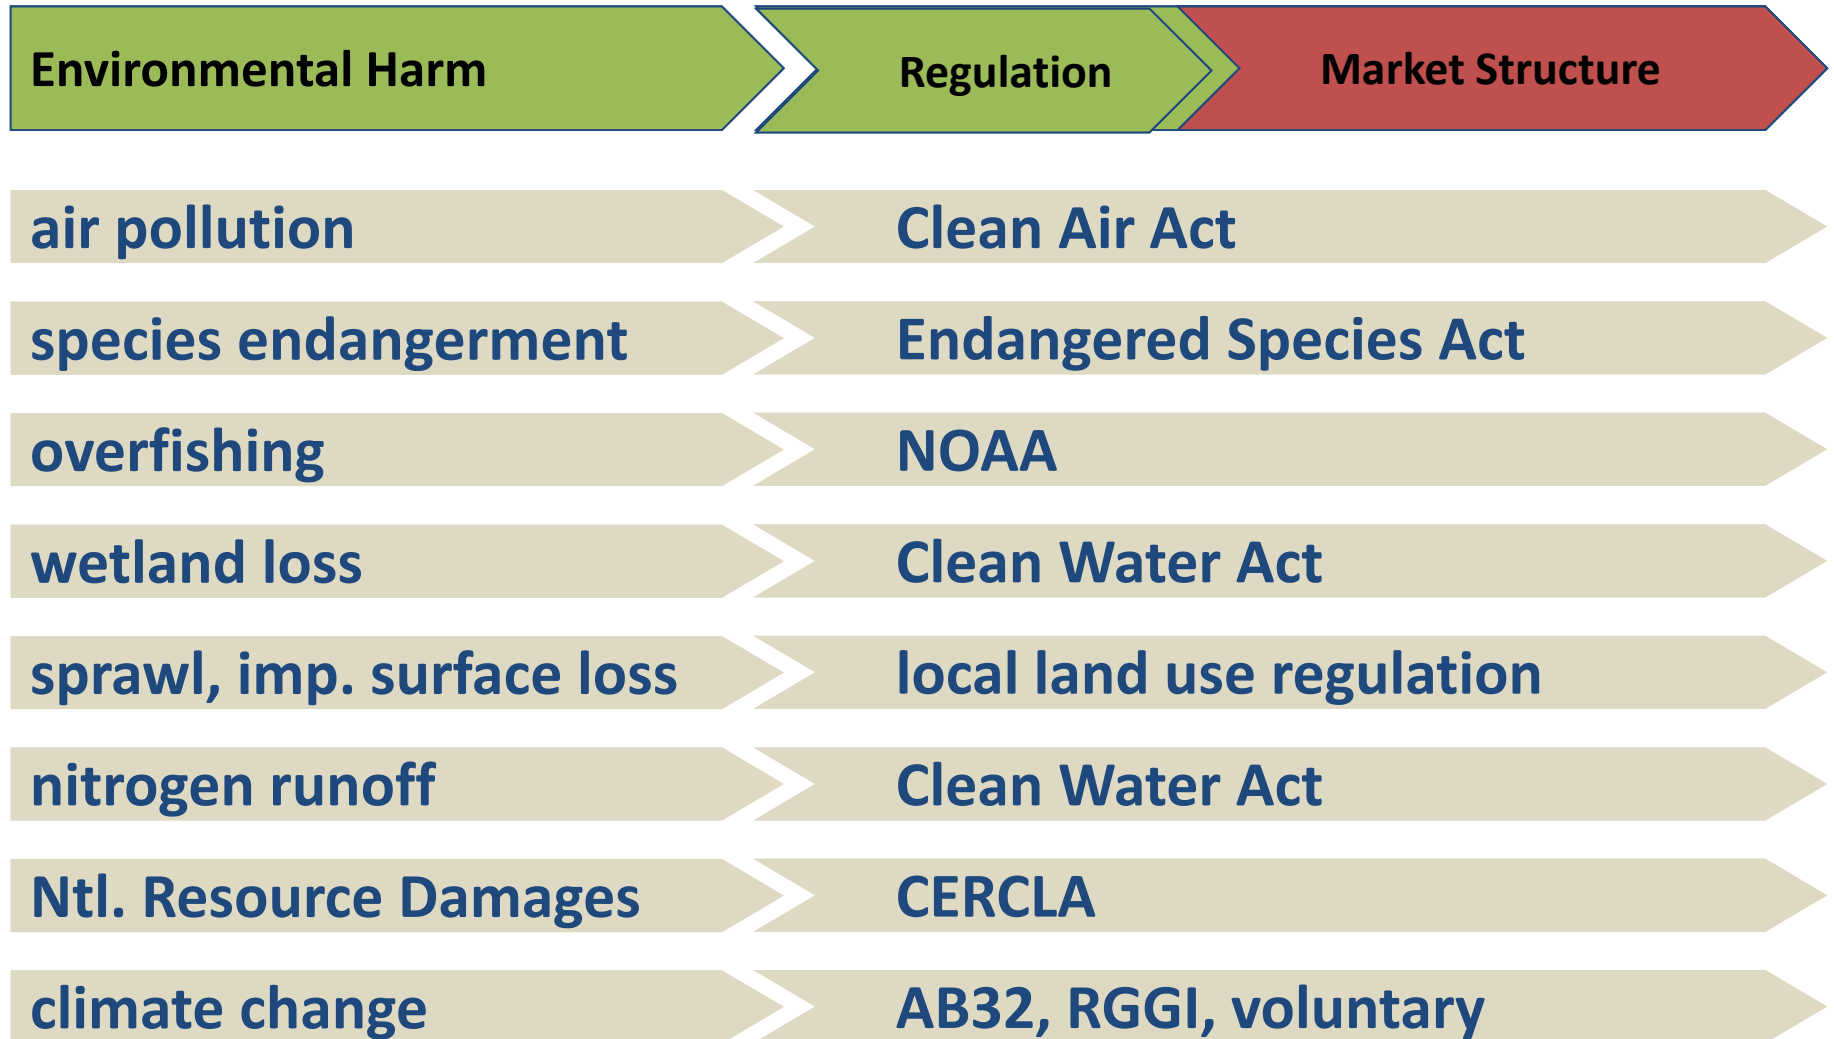 Environmental Harm
Regulation
Market Structure
air pollution
Clean Air Act
species endangerment
Endangered Species Act
overfishing
NOAA
wetland loss
Clean Water Act
sprawl, imp. surface loss
local land use regulation
nitrogen runoff
Clean Water Act
Ntl. Resource Damages
CERCLA
climate change
AB32, RGGI, voluntary